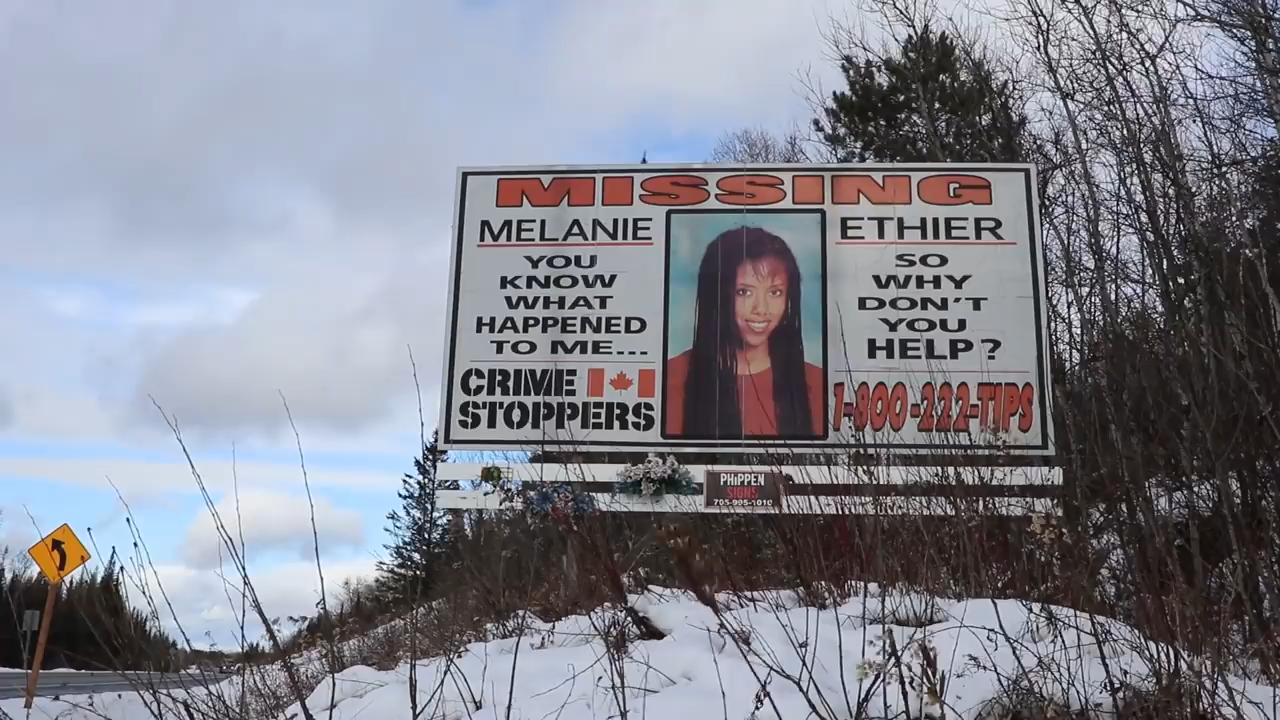 MISSING
MELANIE
YOU
KNOW
WHAT
HAPPENED
TO ME...
CRIME
STOPPERS
ETHIER
SO
WHY
DON'T
YOU
HELP?
1-800-222-TIPS
PHiPPEN
SIGNS
705-995-1010